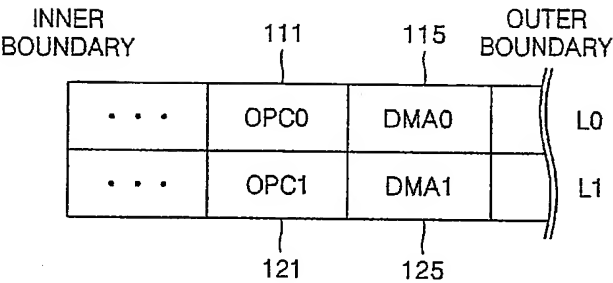 INNER BOUNDARY
111
115
OUTER BOUNDARY
• • •
OPC0
DMA0
L0
• • •
OPC1
DMA1
L1
121
125